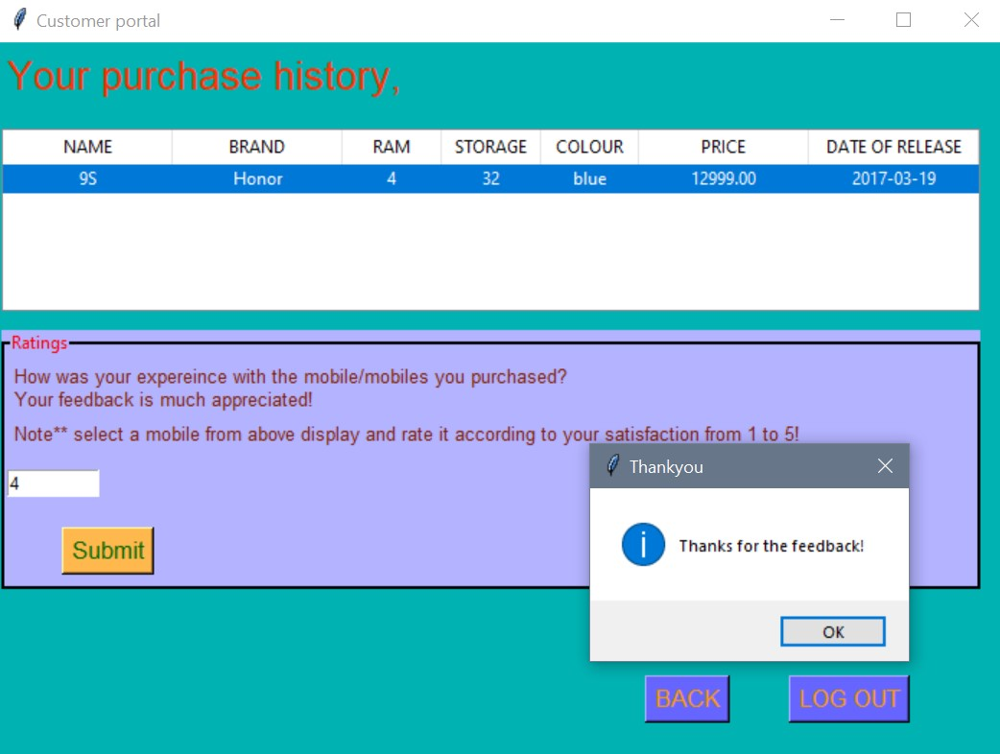 Customer portal
Your purchase history,
NAME BRAND RAM STORAGE COLOUR PRICE DATE OF RELEASE
9S Honor 4 32 blue 12999.00 2017-03-19
Ratings
How was your expereince with the mobile/mobiles you purchased?
Your feedback is much appreciated!
Note** select a mobile from above display and rate it according to your satisfaction from 1 to 5!
4
Submit
Thankyou
Thanks for the feedback!
OK
BACK LOG OUT